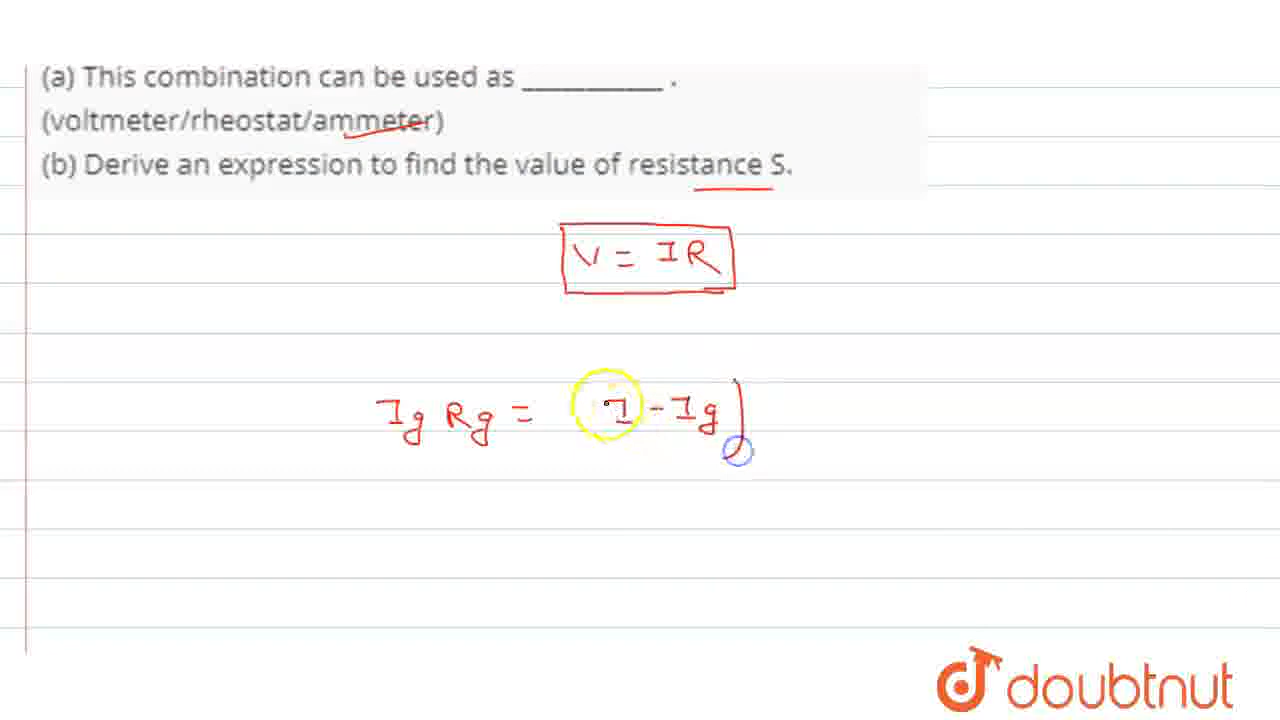 (a) This combination can be used as __________ .
(voltmeter/rheostat/ammeter)
(b) Derive an expression to find the value of resistance S.
V = IR
Ig Rg = I - Ig)
doubtnut